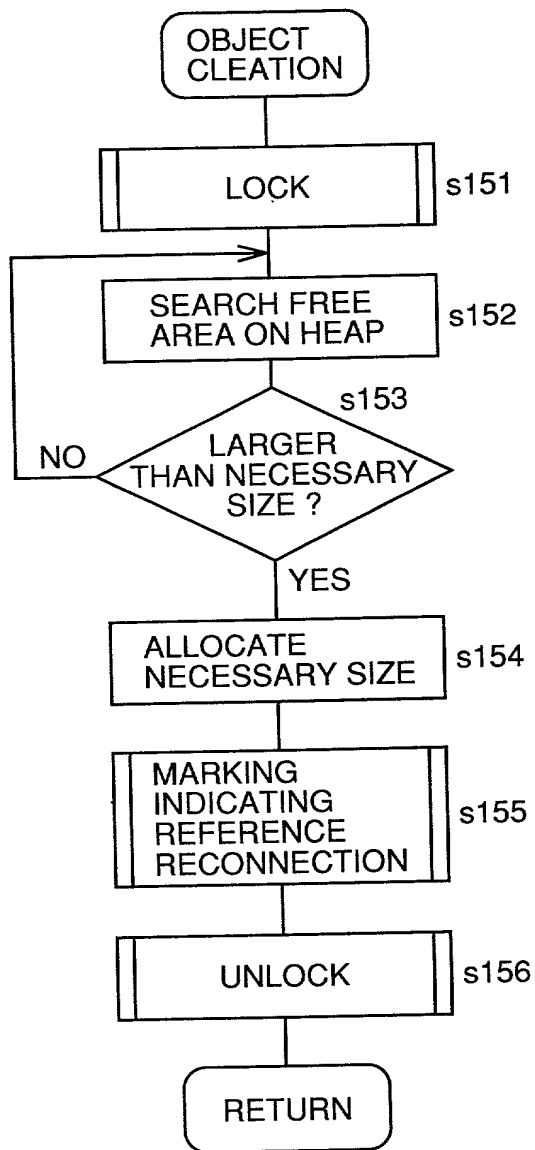 OBJECT
CLEATION
LOCK
s151
SEARCH FREE
AREA ON HEAP
s152
s153
LARGER
THAN NECESSARY
SIZE ?
NO
YES
ALLOCATE
NECESSARY SIZE
s154
MARKING
INDICATING
REFERENCE
RECONNECTION
s155
UNLOCK
s156
RETURN